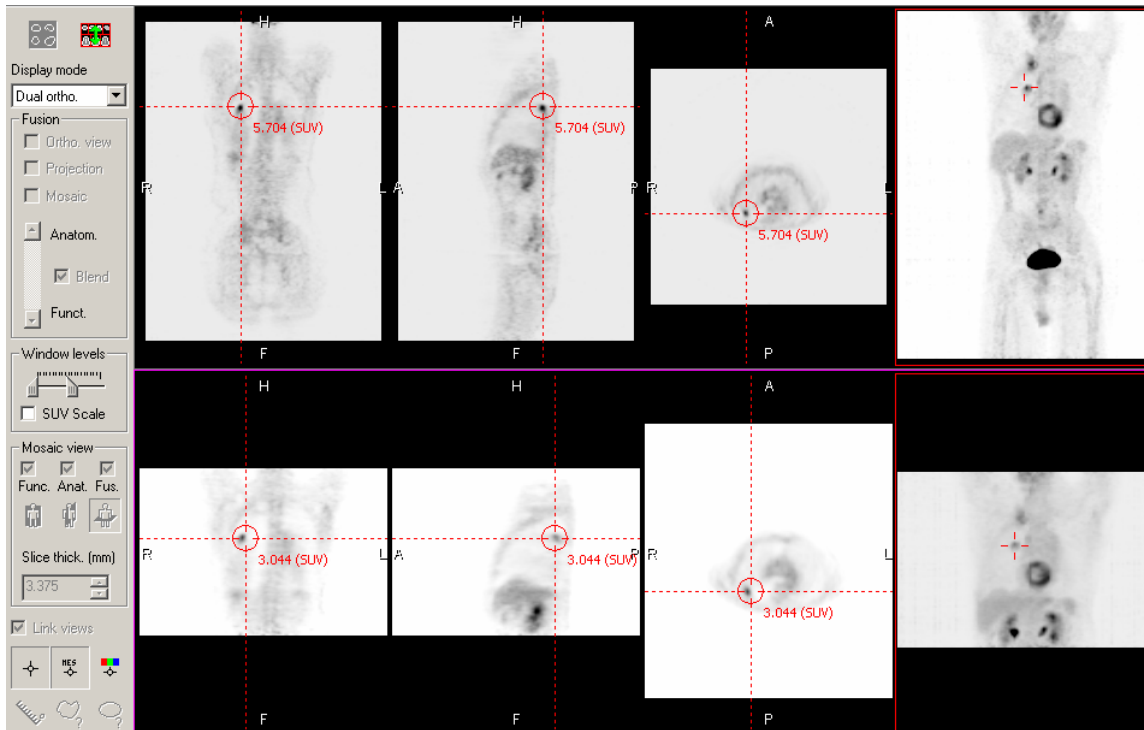 Display mode
Dual ortho.
Fusion
Ortho. view
Projection
Mosaic
Anatom.
Blend
Funct.
Window levels
SUV Scale
Mosaic view
Func. Anat. Fus.
Slice thick. (mm)
3.375
Link views
MES
?
?
H
R
L
F
5.704 (SUV)
A
P
F
5.704 (SUV)
A
R
L
P
5.704 (SUV)
H
R
L
F
3.044 (SUV)
H
A
P
F
3.044 (SUV)
A
R
L
P
3.044 (SUV)